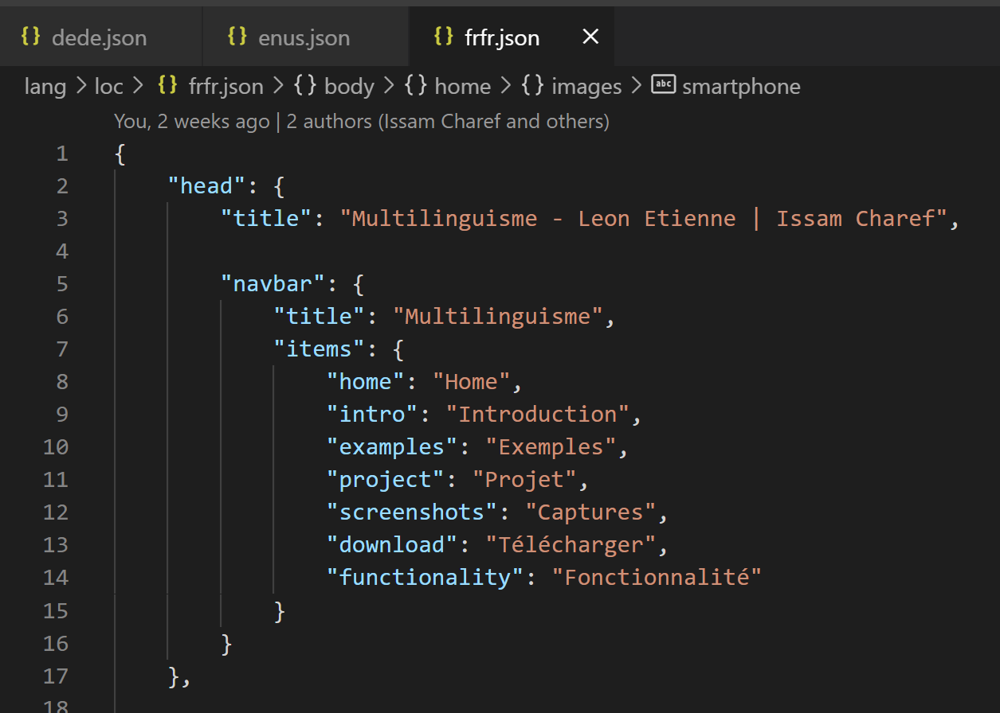 {} dede.json {} enus.json {} frfr.json ×
lang > loc > {} frfr.json > {} body > {} home > {} images > abc smartphone
You, 2 weeks ago | 2 authors (Issam Charef and others)
1 {
2 "head": {
3 "title": "Multilinguisme - Leon Etienne | Issam Charef",
4
5 "navbar": {
6 "title": "Multilinguisme",
7 "items": {
8 "home": "Home",
9 "intro": "Introduction",
10 "examples": "Exemples",
11 "project": "Projet",
12 "screenshots": "Captures",
13 "download": "Télécharger",
14 "functionality": "Fonctionnalité"
15 }
16 }
17 },
18